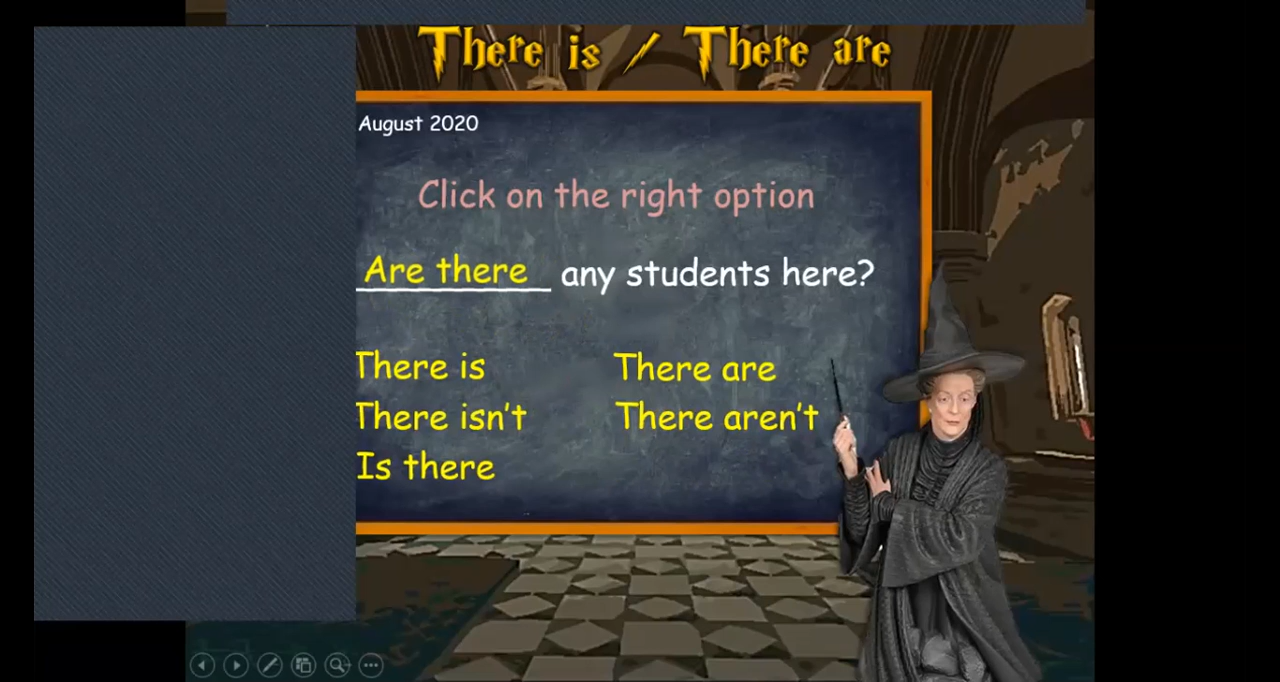 There is / There are
August 2020
Click on the right option
Are there any students here?
There is There are
There isn't There aren't
Is there